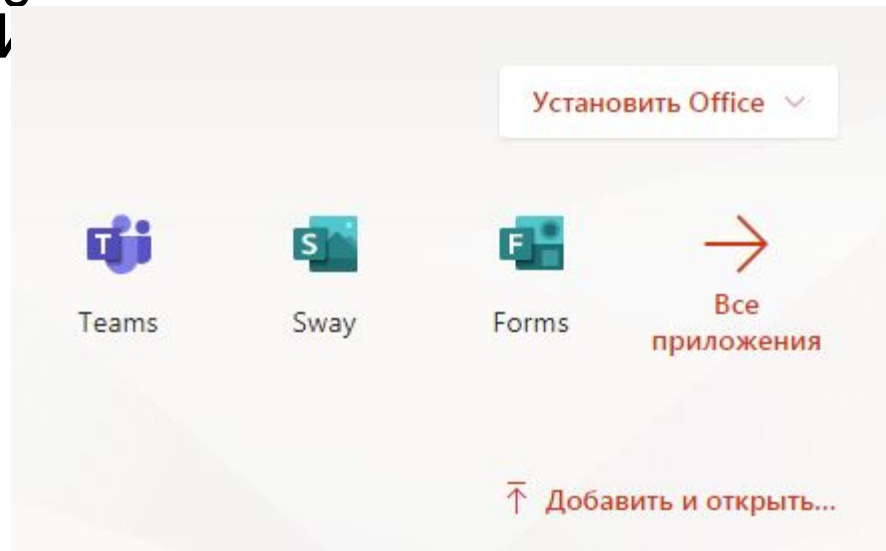 Установить Office
Teams
Sway
Forms
Все
приложения
Добавить и открыть...